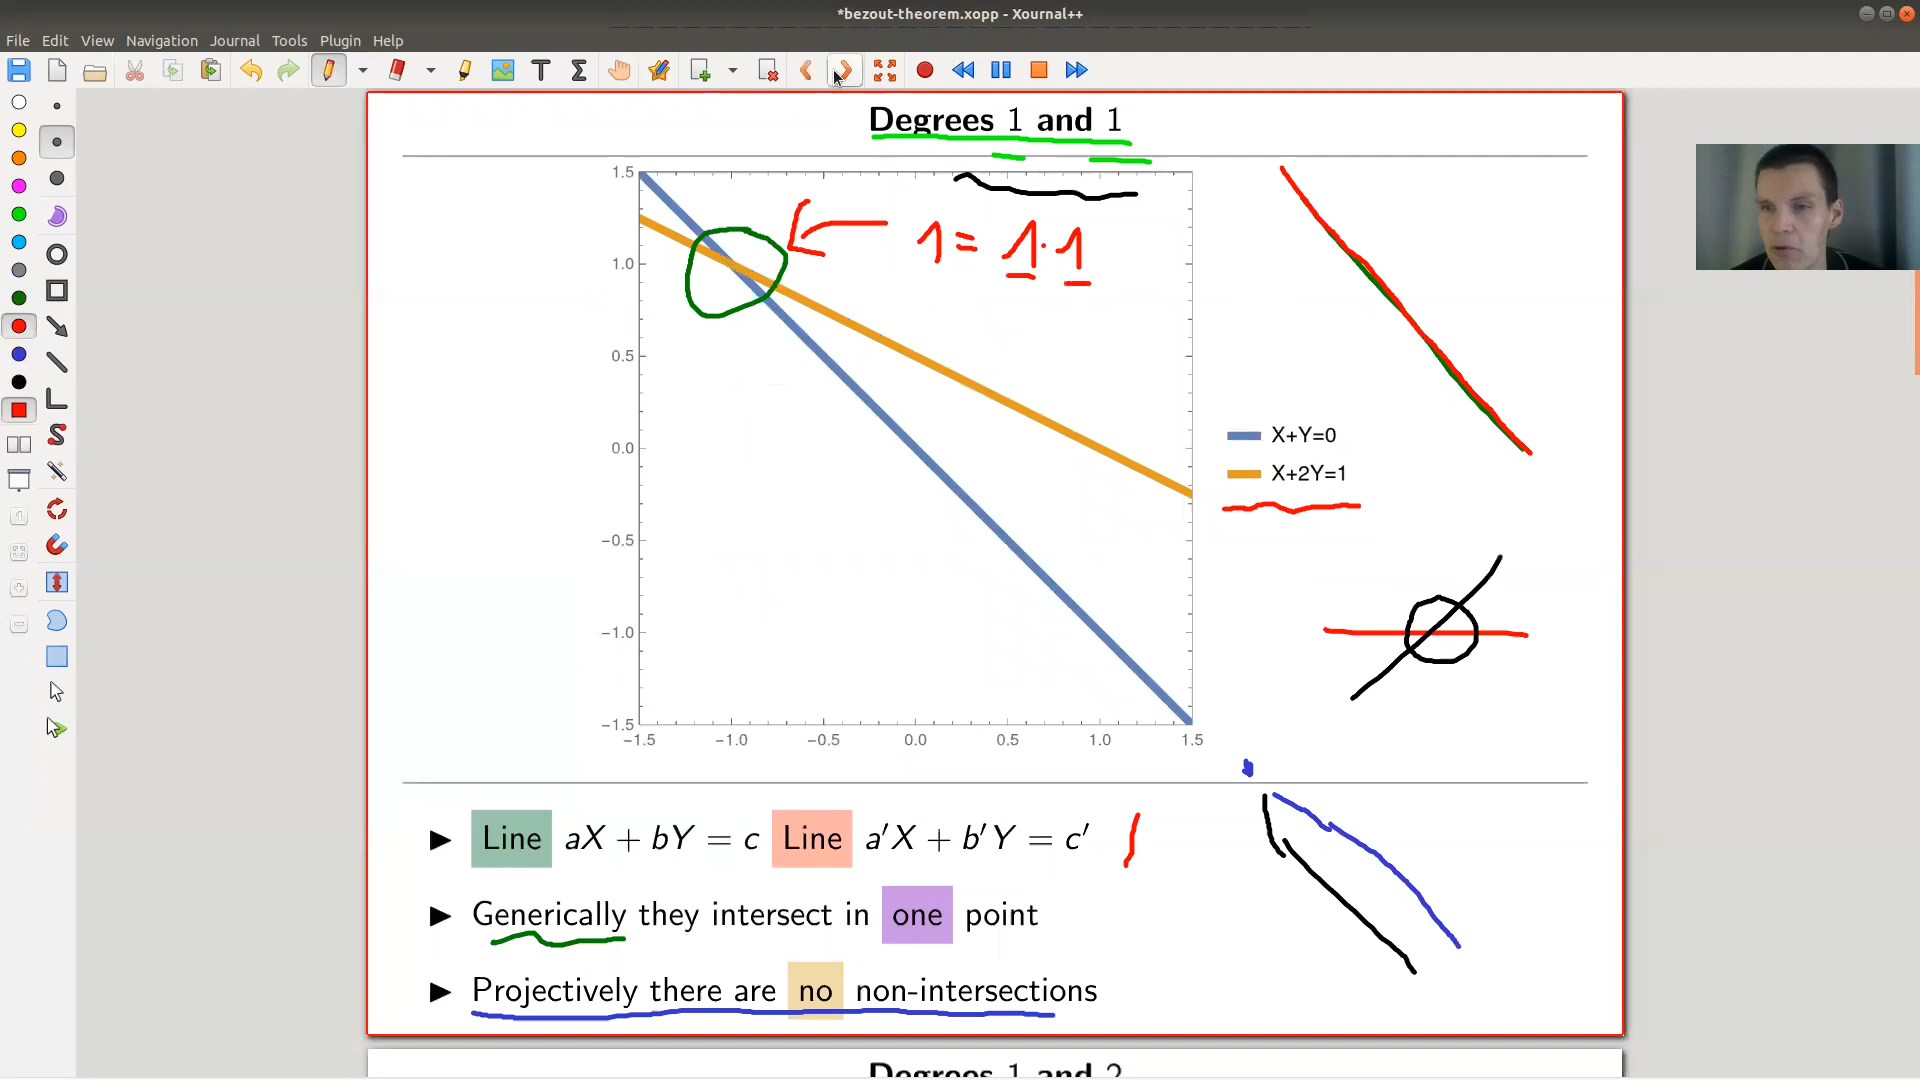 *bezout-theorem.xopp - Xournal++
File Edit View Navigation Journal Tools Plugin Help
Degrees 1 and 1
1 = 1 · 1
1.5
1.0
0.5
0.0
−0.5
−1.0
−1.5
−1.5 −1.0 −0.5 0.0 0.5 1.0 1.5
X+Y=0
X+2Y=1
▶ Line aX + bY = c Line a′X + b′Y = c′
▶ Generically they intersect in one point
▶ Projectively there are no non-intersections
Degrees 1 and 2